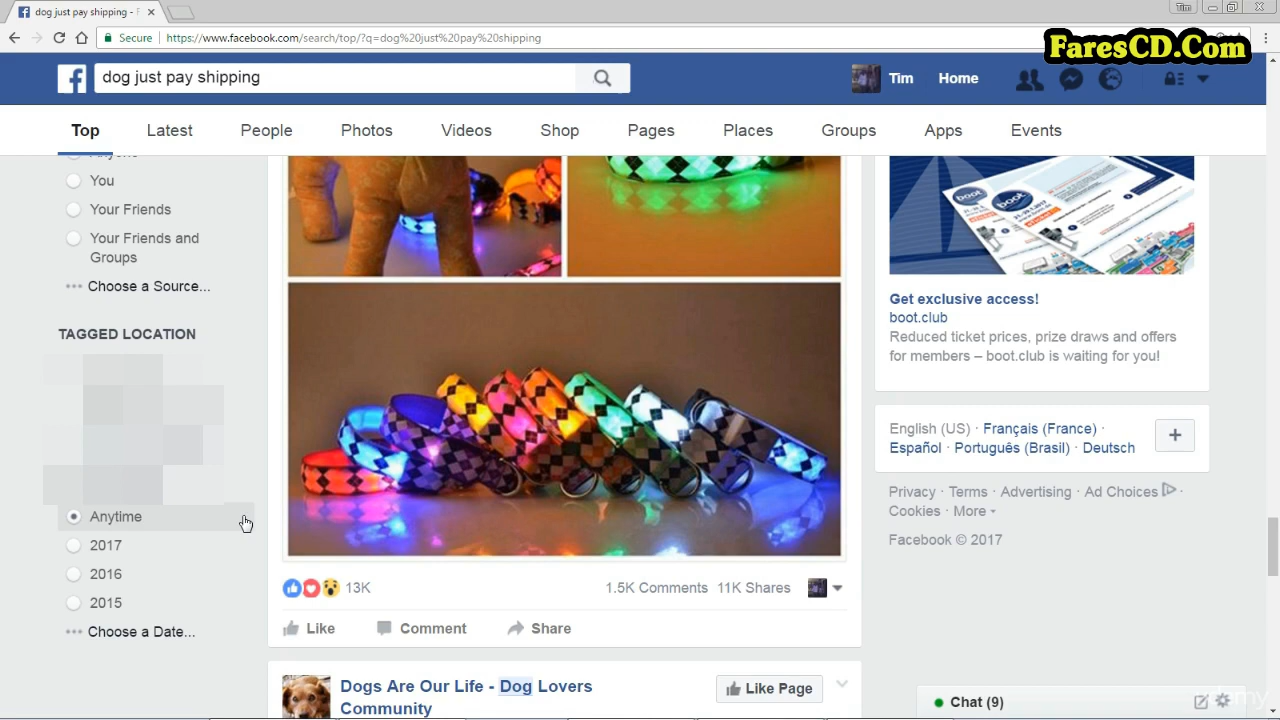 dog just pay shipping - F
Tim
Secure
https://www.facebook.com/search/top/?q=dog%20just%20pay%20shipping
FaresCD.Com
dog just pay shipping
Tim
Home
Top
Latest
People
Photos
Videos
Shop
Pages
Places
Groups
Apps
Events
Anyone
You
Your Friends
Your Friends and
Groups
Choose a Source...
TAGGED LOCATION
Anytime
2017
2016
2015
Choose a Date...
13K
1.5K Comments 11K Shares
Like
Comment
Share
Dogs Are Our Life - Dog Lovers
Community
Like Page
boot
boot
Get exclusive access!
boot.club
Reduced ticket prices, prize draws and offers
for members – boot.club is waiting for you!
English (US) · Français (France) ·
Español · Português (Brasil) · Deutsch
+
Privacy · Terms · Advertising · Ad Choices ·
Cookies · More
Facebook © 2017
Chat (9)